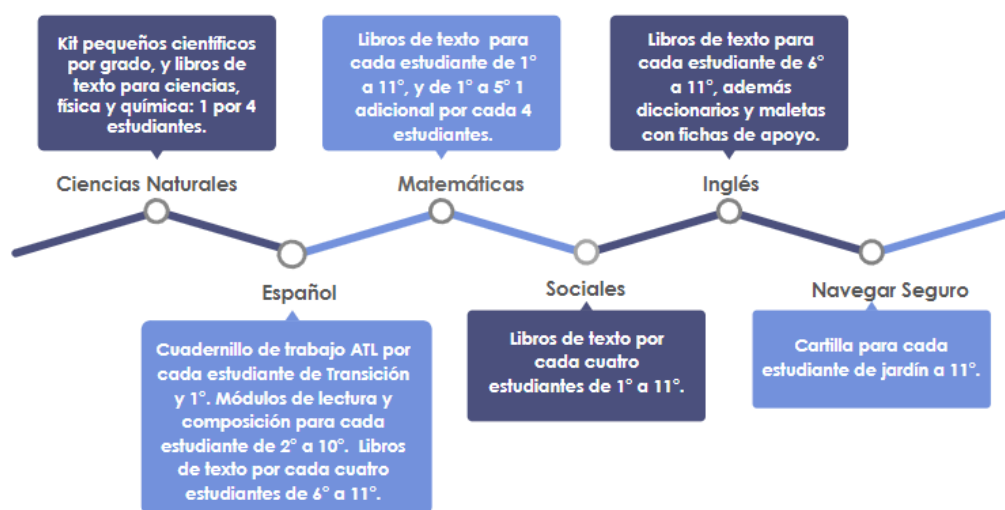 Kit pequeños científicos
por grado, y libros de
texto para ciencias,
física y química: 1 por 4
estudiantes.
Ciencias Naturales
Libros de texto para
cada estudiante de 1°
a 11°, y de 1° a 5° 1
adicional por cada 4
estudiantes.
Matemáticas
Libros de texto para
cada estudiante de 6°
a 11°, además
diccionarios y maletas
con fichas de apoyo.
Inglés
Español
Cuadernillo de trabajo ATL por
cada estudiante de Transición
y 1°. Módulos de lectura y
composición para cada
estudiante de 2° a 10°. Libros
de texto por cada cuatro
estudiantes de 6° a 11°.
Sociales
Libros de texto por
cada cuatro
estudiantes de 1° a 11°.
Navegar Seguro
Cartilla para cada
estudiante de jardín a 11°.